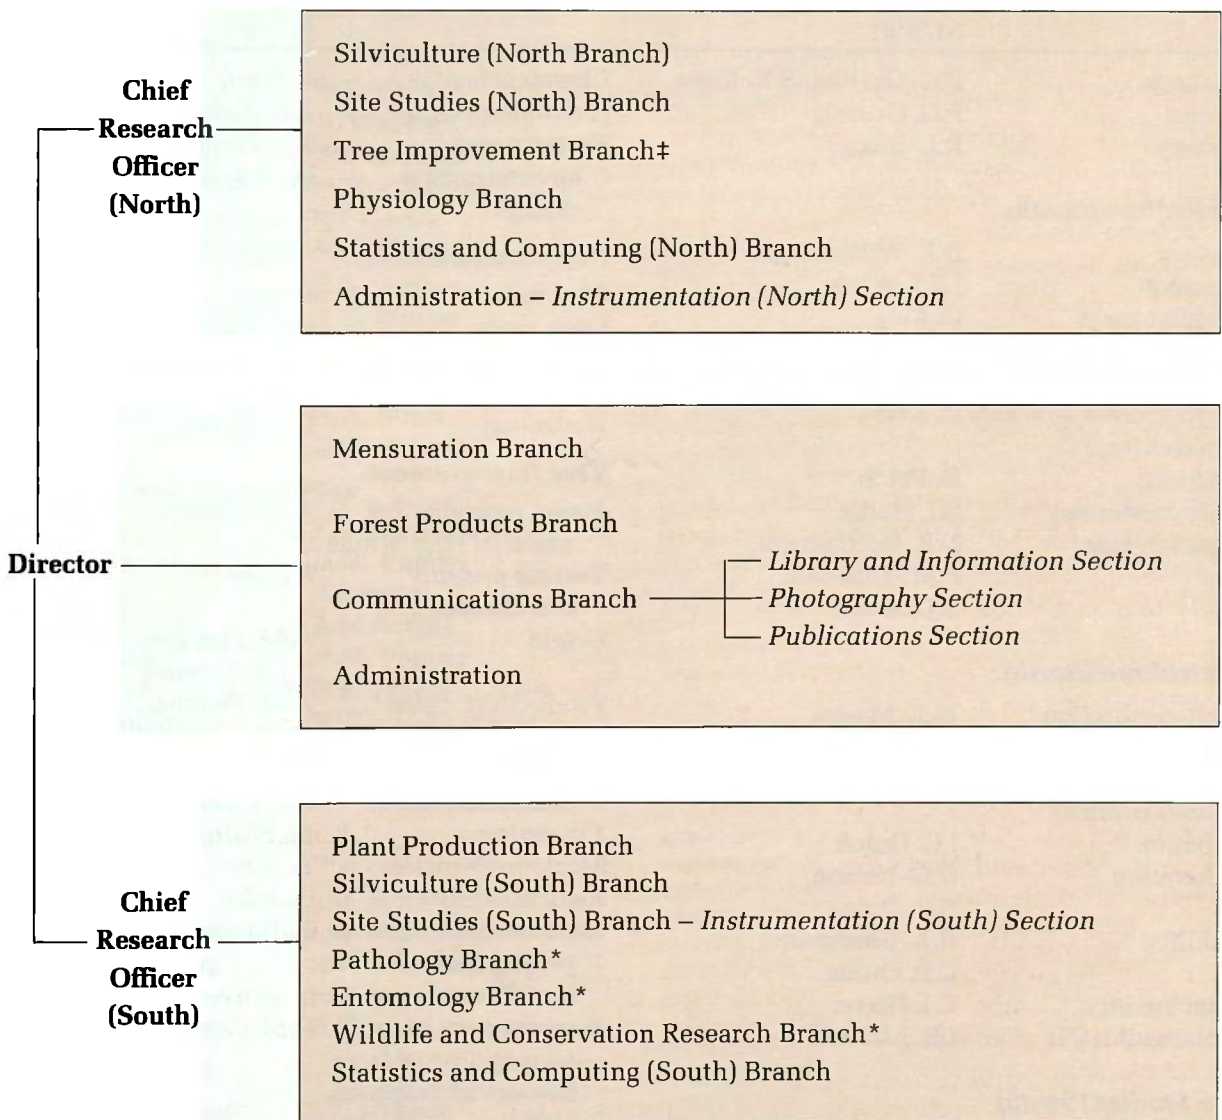 Chief
Research
Officer
(North)
Silviculture (North Branch)
Site Studies (North) Branch
Tree Improvement Branch‡
Physiology Branch
Statistics and Computing (North) Branch
Administration – Instrumentation (North) Section
Director
Mensuration Branch
Forest Products Branch
Communications Branch
Library and Information Section
Photography Section
Publications Section
Administration
Chief
Research
Officer
(South)
Plant Production Branch
Silviculture (South) Branch
Site Studies (South) Branch – Instrumentation (South) Section
Pathology Branch*
Entomology Branch*
Wildlife and Conservation Research Branch*
Statistics and Computing (South) Branch